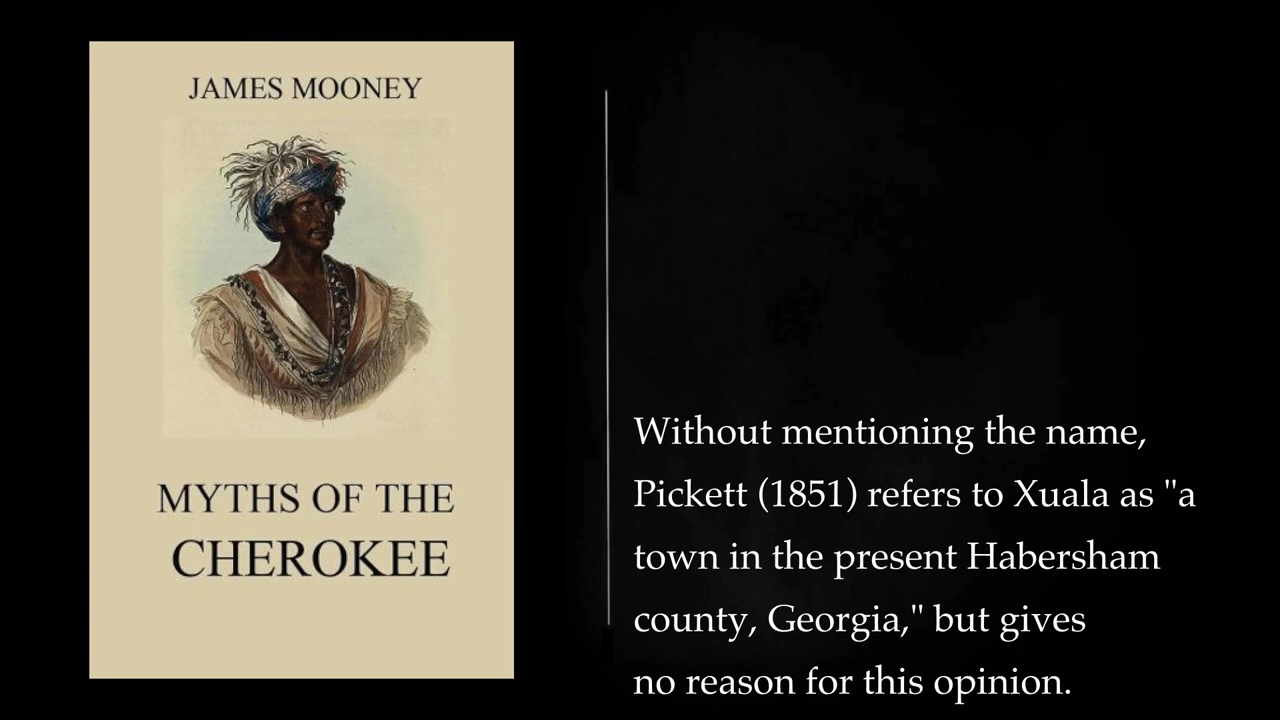 JAMES MOONEY
MYTHS OF THE
CHEROKEE
Without mentioning the name,
Pickett (1851) refers to Xuala as "a
town in the present Habersham
county, Georgia," but gives
no reason for this opinion.